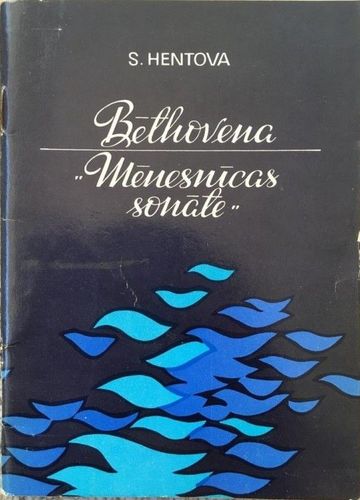 S. HENTOVA
Bēthovena
„Mēnesnīcas
sonāte“